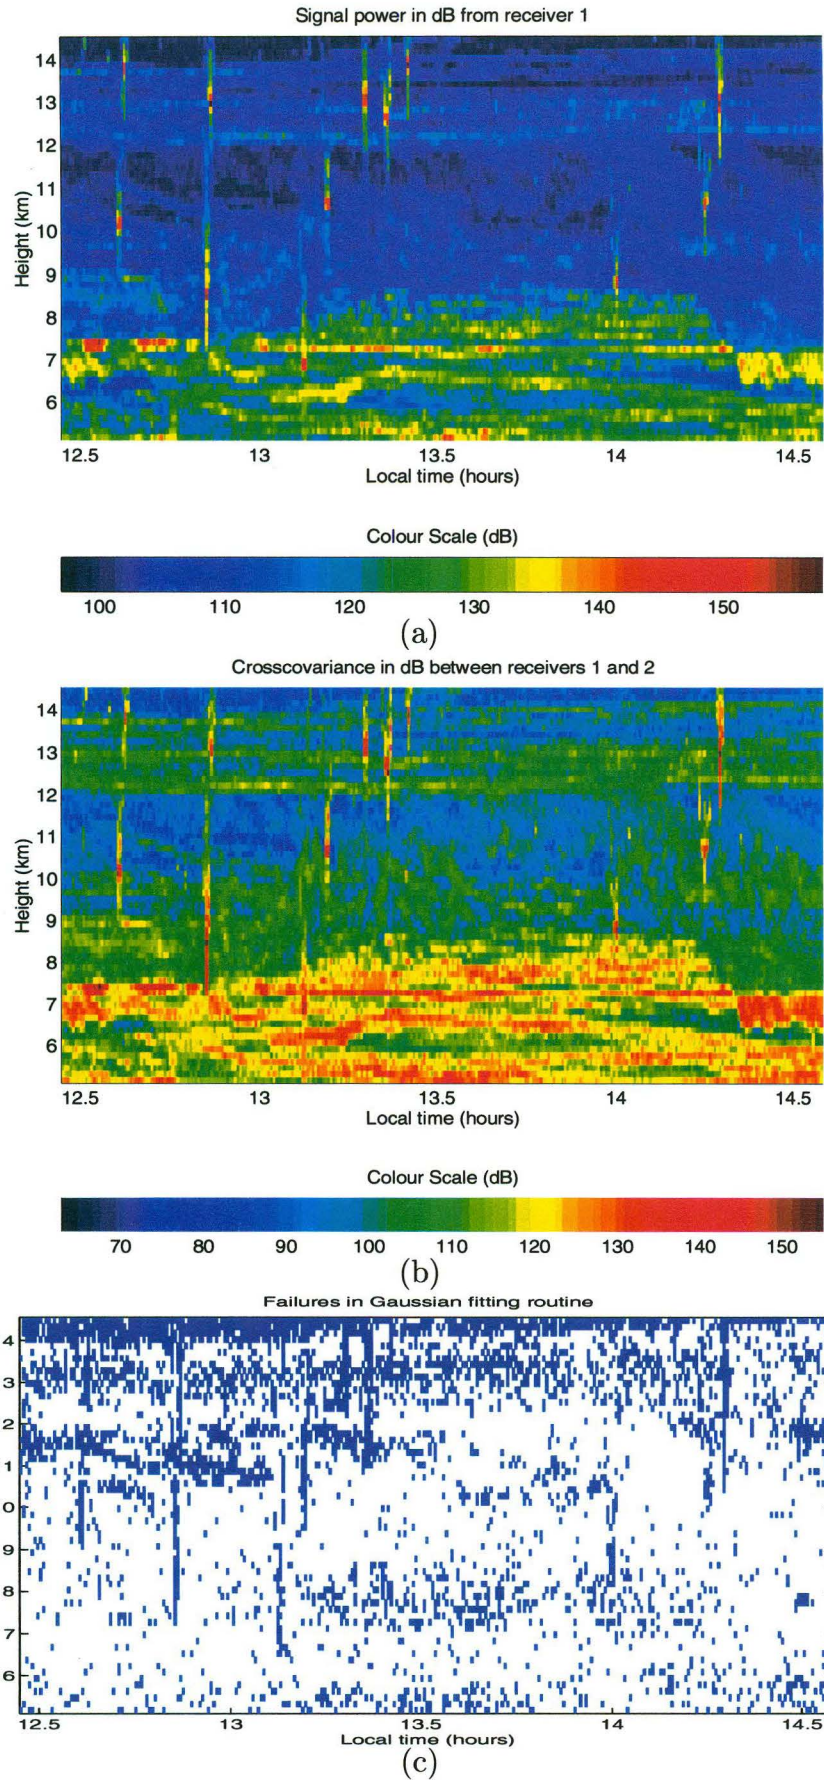 Signal power in dB from receiver 1
14
13
12
11
10
9
8
7
6
Height (km)
12.5 13 13.5 14 14.5
Local time (hours)
Colour Scale (dB)
100 110 120 130 140 150
(a)
Crosscovariance in dB between receivers 1 and 2
14
13
12
11
10
9
8
7
6
Height (km)
12.5 13 13.5 14 14.5
Local time (hours)
Colour Scale (dB)
70 80 90 100 110 120 130 140 150
(b)
Failures in Gaussian fitting routine
4
3
2
1
0
9
8
7
6
12.5 13 13.5 14 14.5
Local time (hours)
(c)